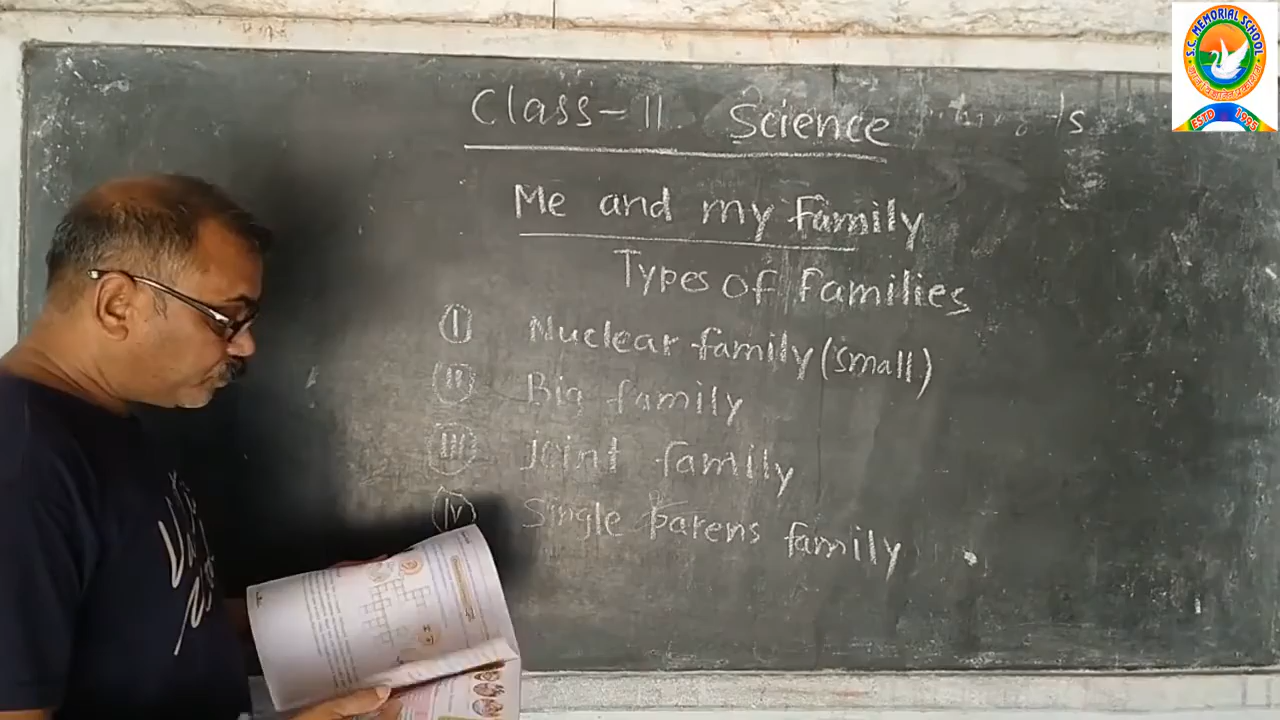 Class - II Science
Me and my family
Types of families
(I) Nuclear family (small)
(II) Big family
(III) Joint family
(IV) Single parens family
S.C. MEMORIAL SCHOOL
ESTD 1995